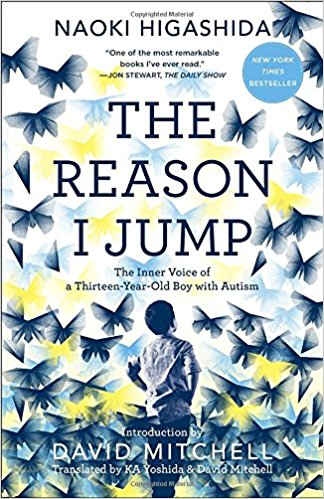 NAOKI HIGASHIDA
"One of the most remarkable
books I've ever read."
—JON STEWART, THE DAILY SHOW
NEW YORK
TIMES
BESTSELLER
THE
REASON
I JUMP
The Inner Voice of
a Thirteen-Year-Old Boy with Autism
Introduction by
DAVID MITCHELL
Translated by KA Yoshida & David Mitchell